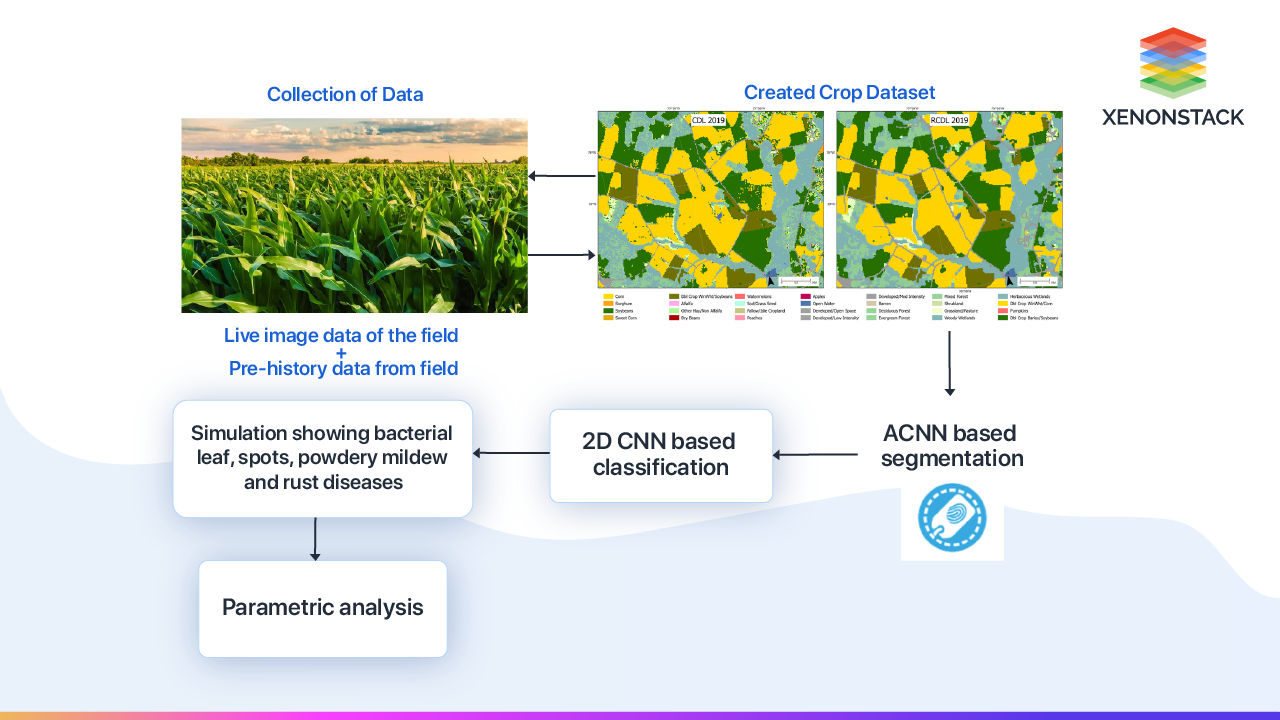 XENONSTACK
Collection of Data
Created Crop Dataset
CDL 2019
RCDL 2019
Corn
Sorghum
Soybeans
Sweet Corn
Dbl Crop WinWht/Soybeans
Alfalfa
Other Hay/Non Alfalfa
Dry Beans
Watermelons
Sod/Grass Seed
Fallow/Idle Cropland
Peaches
Apples
Open Water
Developed/Open Space
Developed/Low Intensity
Developed/Med Intensity
Barren
Deciduous Forest
Evergreen Forest
Mixed Forest
Shrubland
Grassland/Pasture
Woody Wetlands
Herbaceous Wetlands
Dbl Crop WinWht/Corn
Pumpkins
Dbl Crop Barley/Soybeans
Live image data of the field
+
Pre-history data from field
ACNN based
segmentation
2D CNN based
classification
Simulation showing bacterial
leaf, spots, powdery mildew
and rust diseases
Parametric analysis